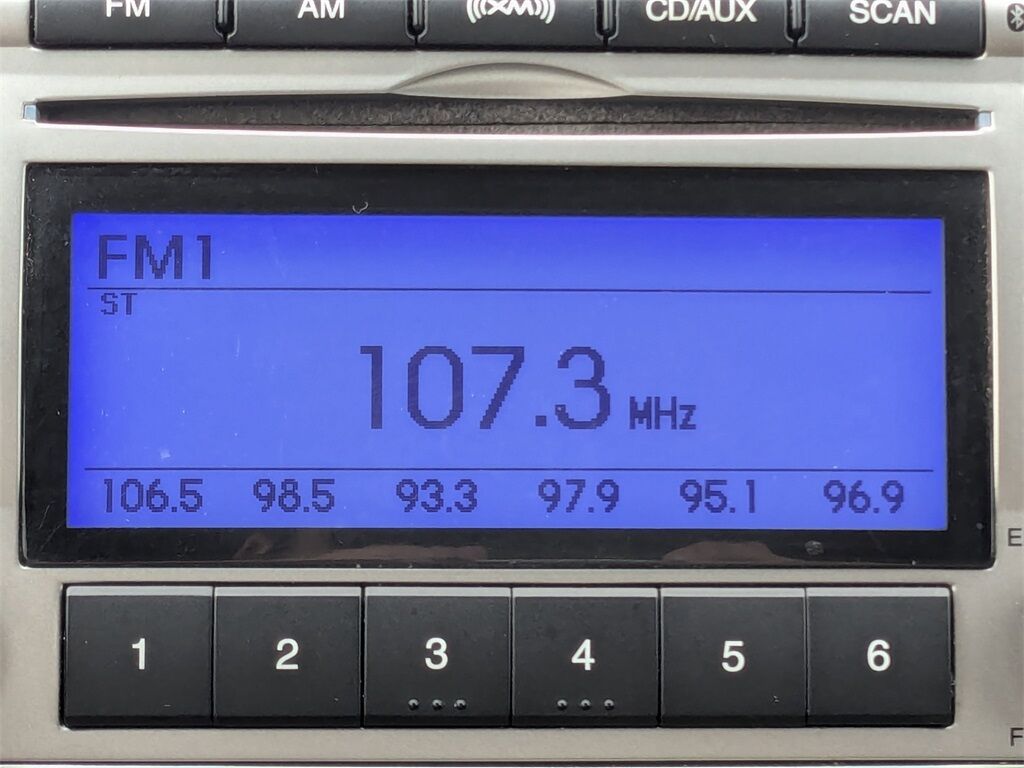 FM AM ((XM)) CD/AUX SCAN
FM1
ST
107.3 MHz
106.5 98.5 93.3 97.9 95.1 96.9
E
1 2 3 4 5 6
F